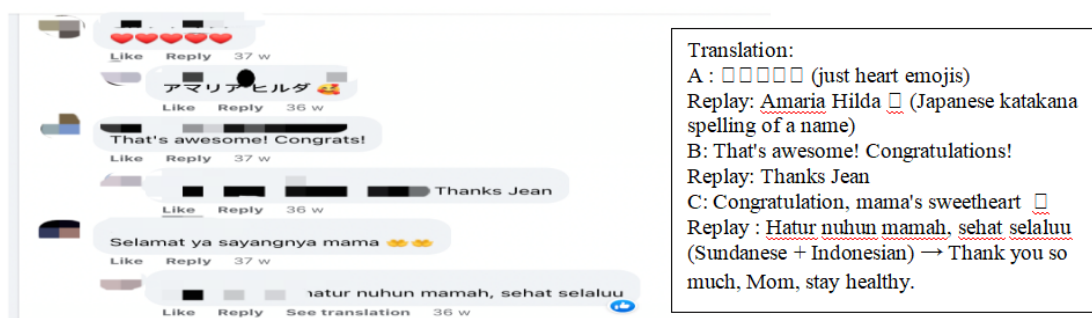 ❤️❤️❤️❤️❤️
Like Reply 37 w
アマリア ヒルダ 🥰
Like Reply 36 w
That's awesome! Congrats!
Like Reply 37 w
Thanks Jean
Like Reply 36 w
Selamat ya sayangnya mama 🤲🤲
Like Reply 37 w
hatur nuhun mamah, sehat selaluu
Like Reply See translation 36 w
Translation:
A : □□□□□ (just heart emojis)
Replay: Amaria Hilda □ (Japanese katakana
spelling of a name)
B: That's awesome! Congratulations!
Replay: Thanks Jean
C: Congratulation, mama's sweetheart □
Replay : Hatur nuhun mamah, sehat selaluu
(Sundanese + Indonesian) → Thank you so
much, Mom, stay healthy.